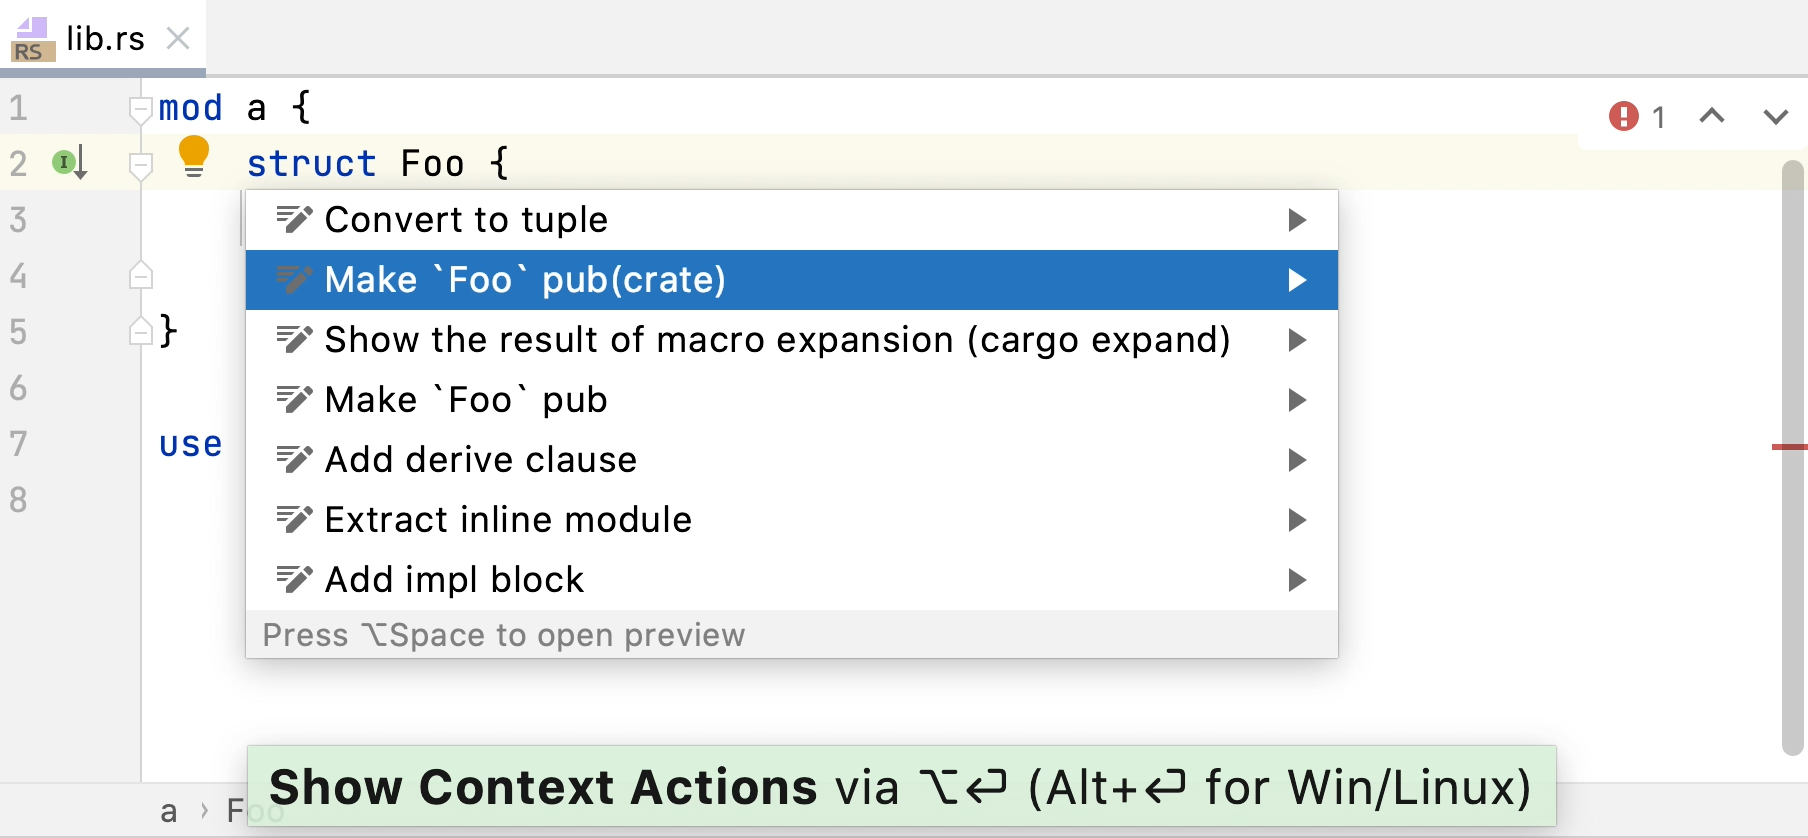 RS lib.rs
1 mod a {
2 I struct Foo {
3
Convert to tuple
4
Make `Foo` pub(crate)
5 }
Show the result of macro expansion (cargo expand)
6
Make `Foo` pub
7 use
Add derive clause
8
Extract inline module
Add impl block
Press ⌥Space to open preview
1
Show Context Actions via ⌥⏎ (Alt+⏎ for Win/Linux)
a › Foo